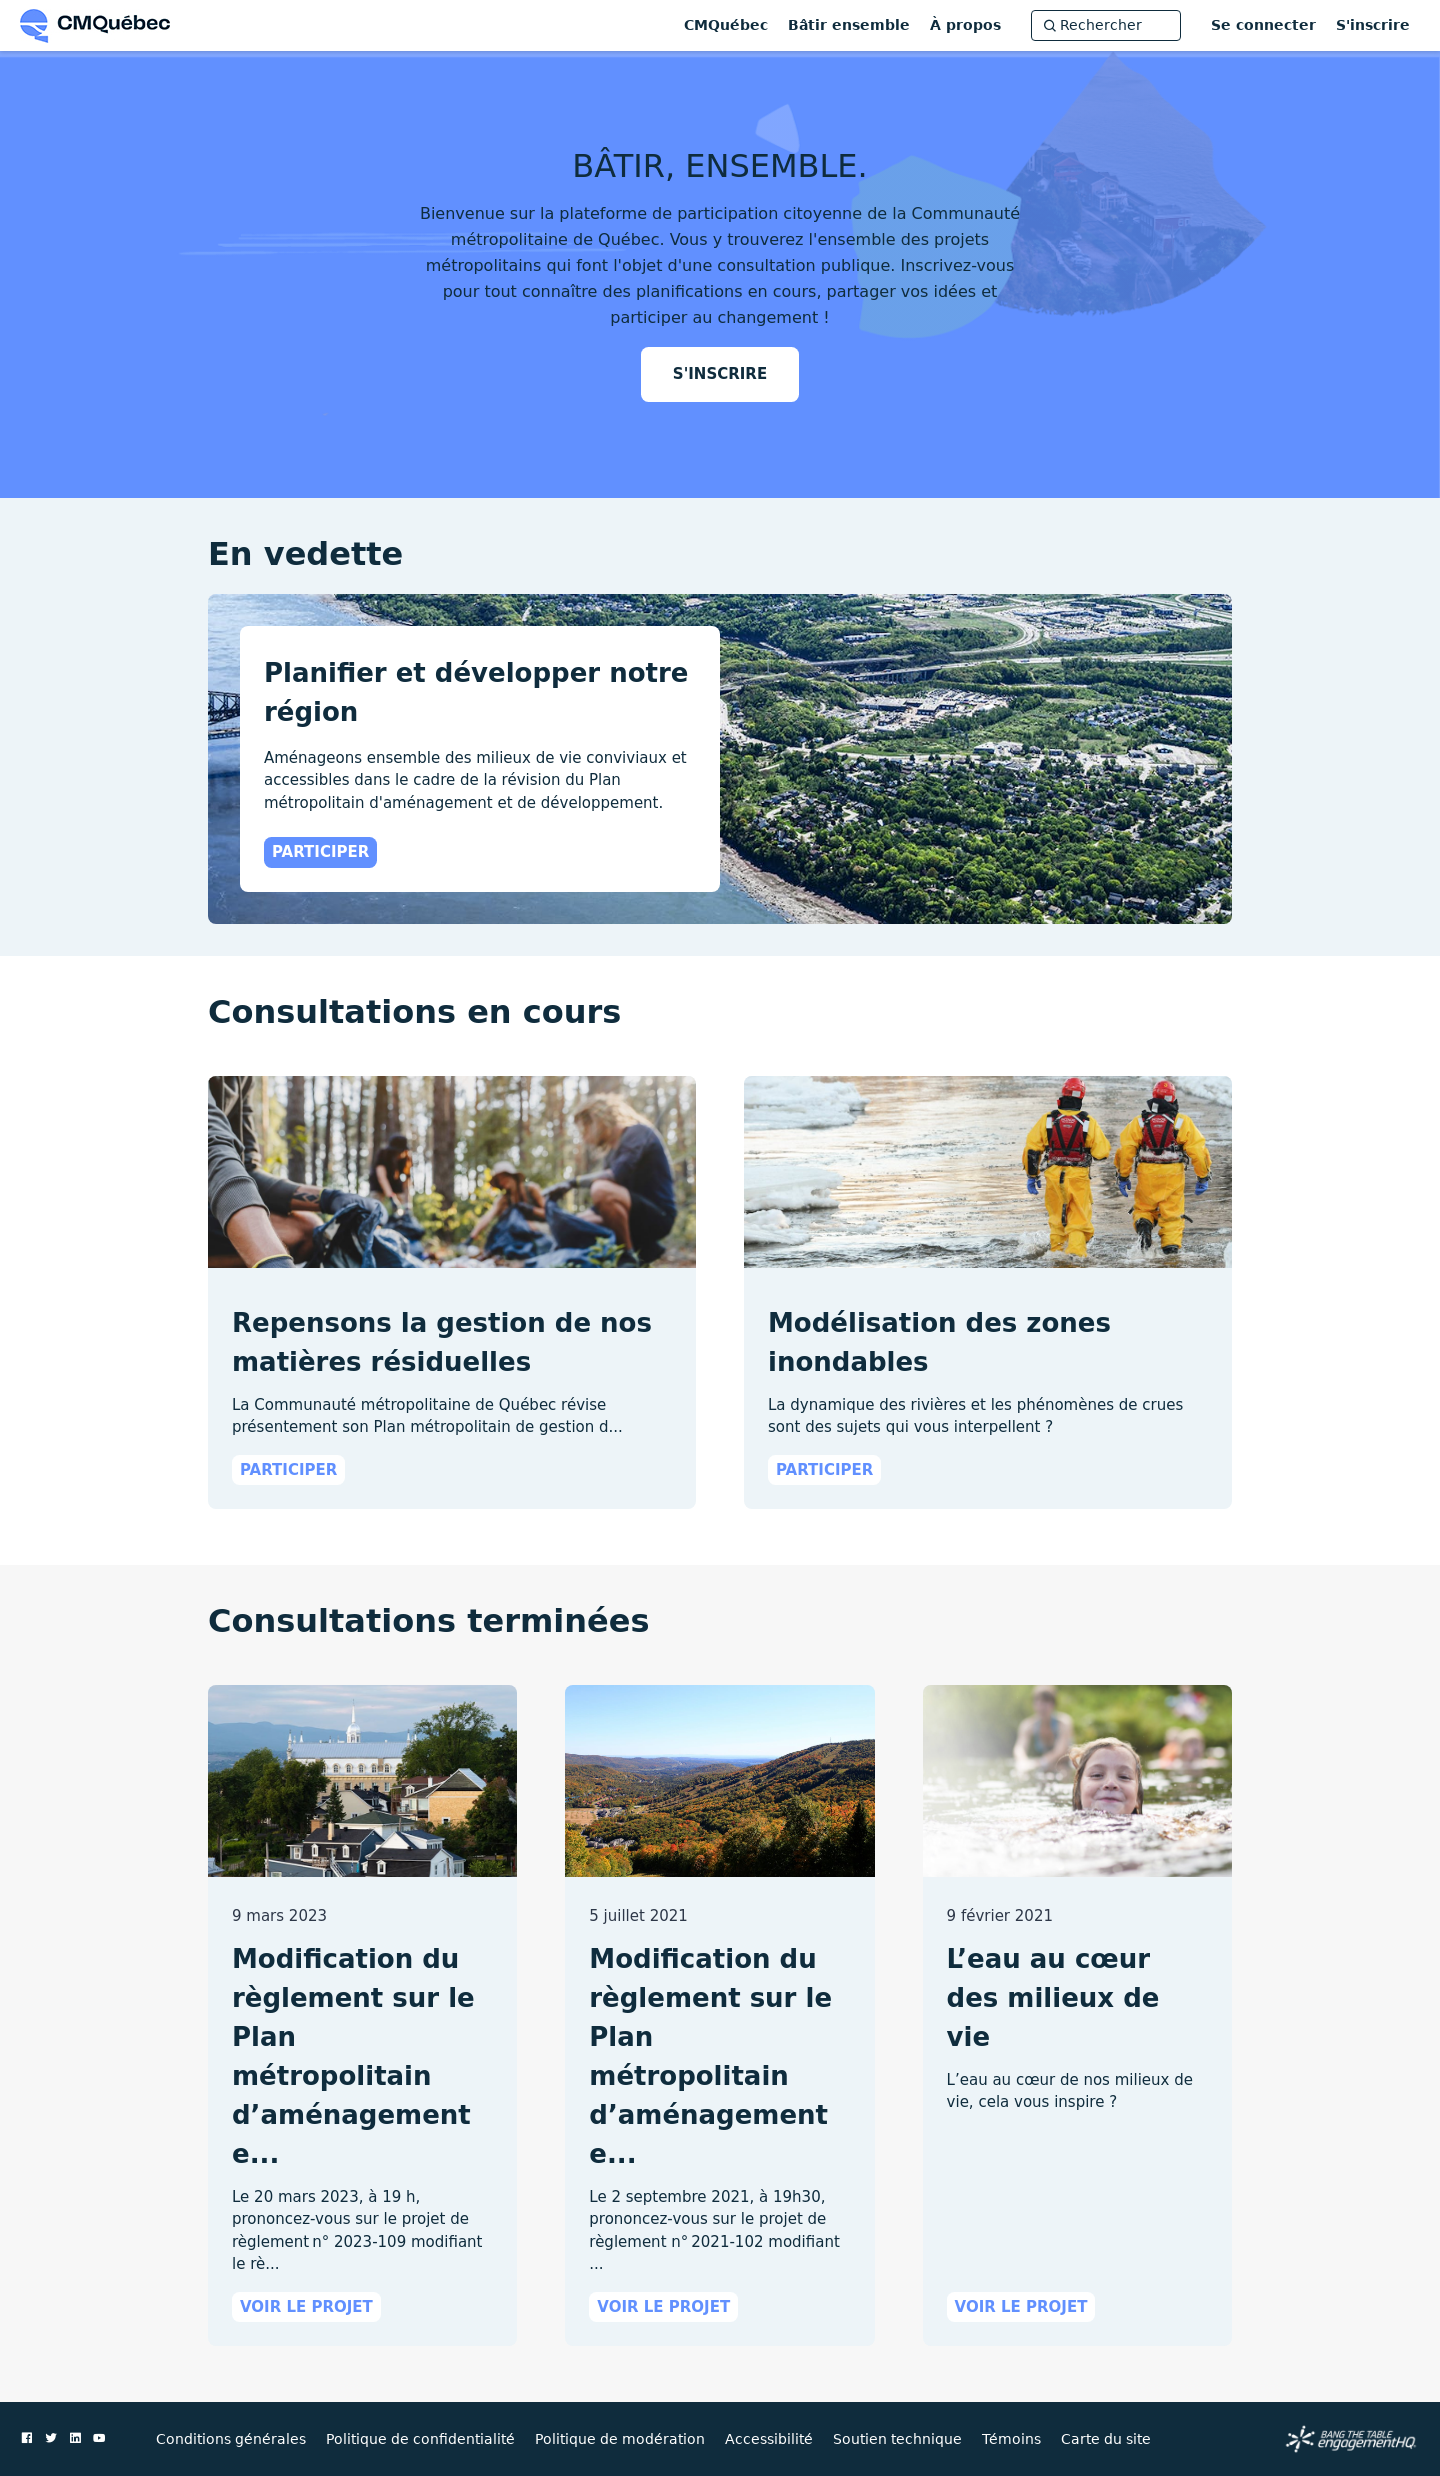 CMQuébec
CMQuébec Bâtir ensemble À propos Rechercher Se connecter S'inscrire
BÂTIR, ENSEMBLE.
Bienvenue sur la plateforme de participation citoyenne de la Communauté
métropolitaine de Québec. Vous y trouverez l'ensemble des projets
métropolitains qui font l'objet d'une consultation publique. Inscrivez-vous
pour tout connaître des planifications en cours, partager vos idées et
participer au changement !
S'INSCRIRE
En vedette
Planifier et développer notre
région
Aménageons ensemble des milieux de vie conviviaux et
accessibles dans le cadre de la révision du Plan
métropolitain d'aménagement et de développement.
PARTICIPER
Consultations en cours
Repensons la gestion de nos
matières résiduelles
La Communauté métropolitaine de Québec révise
présentement son Plan métropolitain de gestion d...
PARTICIPER
Modélisation des zones
inondables
La dynamique des rivières et les phénomènes de crues
sont des sujets qui vous interpellent ?
PARTICIPER
Consultations terminées
9 mars 2023
Modification du
règlement sur le
Plan
métropolitain
d’aménagement
e...
Le 20 mars 2023, à 19 h,
prononcez-vous sur le projet de
règlement n° 2023-109 modifiant
le rè...
VOIR LE PROJET
5 juillet 2021
Modification du
règlement sur le
Plan
métropolitain
d’aménagement
e...
Le 2 septembre 2021, à 19h30,
prononcez-vous sur le projet de
règlement n° 2021-102 modifiant
...
VOIR LE PROJET
9 février 2021
L’eau au cœur
des milieux de
vie
L’eau au cœur de nos milieux de
vie, cela vous inspire ?
VOIR LE PROJET
Conditions générales Politique de confidentialité Politique de modération Accessibilité Soutien technique Témoins Carte du site
BANG THE TABLE
engagementHQ